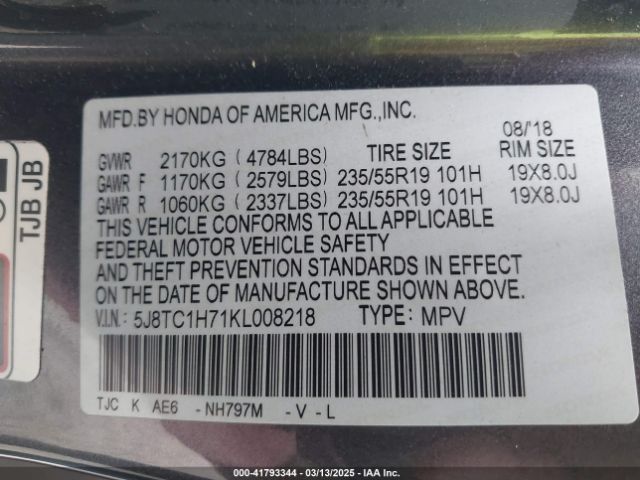 MFD.BY HONDA OF AMERICA MFG.,INC.
08/'18
GVWR 2170KG ( 4784LBS) TIRE SIZE RIM SIZE
GAWR F 1170KG ( 2579LBS) 235/55R19 101H 19X8.0J
GAWR R 1060KG ( 2337LBS) 235/55R19 101H 19X8.0J
THIS VEHICLE CONFORMS TO ALL APPLICABLE
FEDERAL MOTOR VEHICLE SAFETY
AND THEFT PREVENTION STANDARDS IN EFFECT
ON THE DATE OF MANUFACTURE SHOWN ABOVE.
V.I.N: 5J8TC1H71KL008218 TYPE: MPV
TJC K AE6 - NH797M - V - L
TJB JB
000-41793344 / 03/13/2025 / IAA Inc.